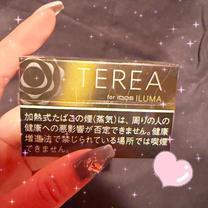 TEREA
for IQOS ILUMA
加熱式たばこの煙(蒸気)は、周りの人の
健康への悪影響が否定できません。健康
増進法で禁じられている場所では喫煙
できません。